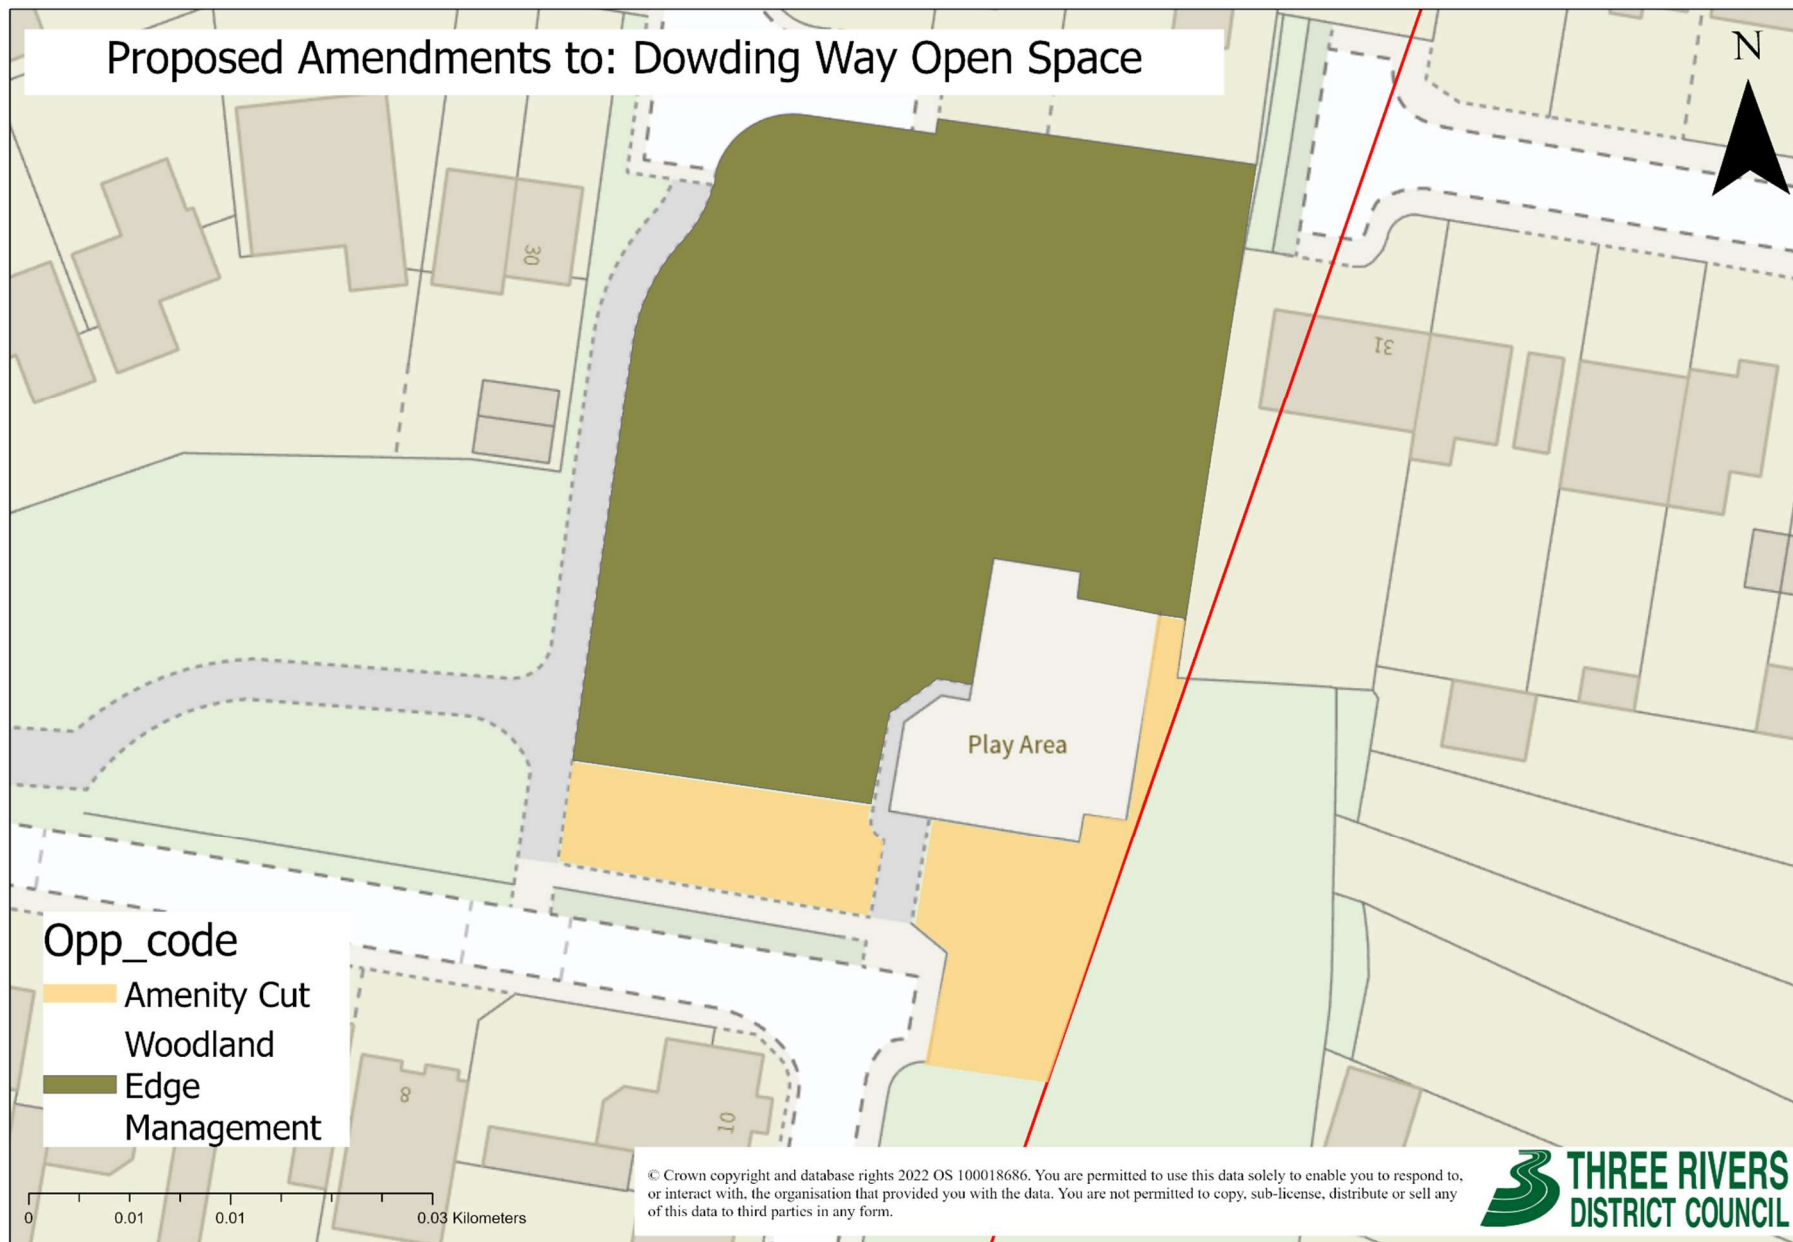 Proposed Amendments to: Dowding Way Open Space
N
30
31
Play Area
Opp_code
Amenity Cut
Woodland
Edge
Management
8
10
0
0.01
0.01
0.03 Kilometers
© Crown copyright and database rights 2022 OS 100018686. You are permitted to use this data solely to enable you to respond to,
or interact with, the organisation that provided you with the data. You are not permitted to copy, sub-license, distribute or sell any
of this data to third parties in any form.
THREE RIVERS
DISTRICT COUNCIL